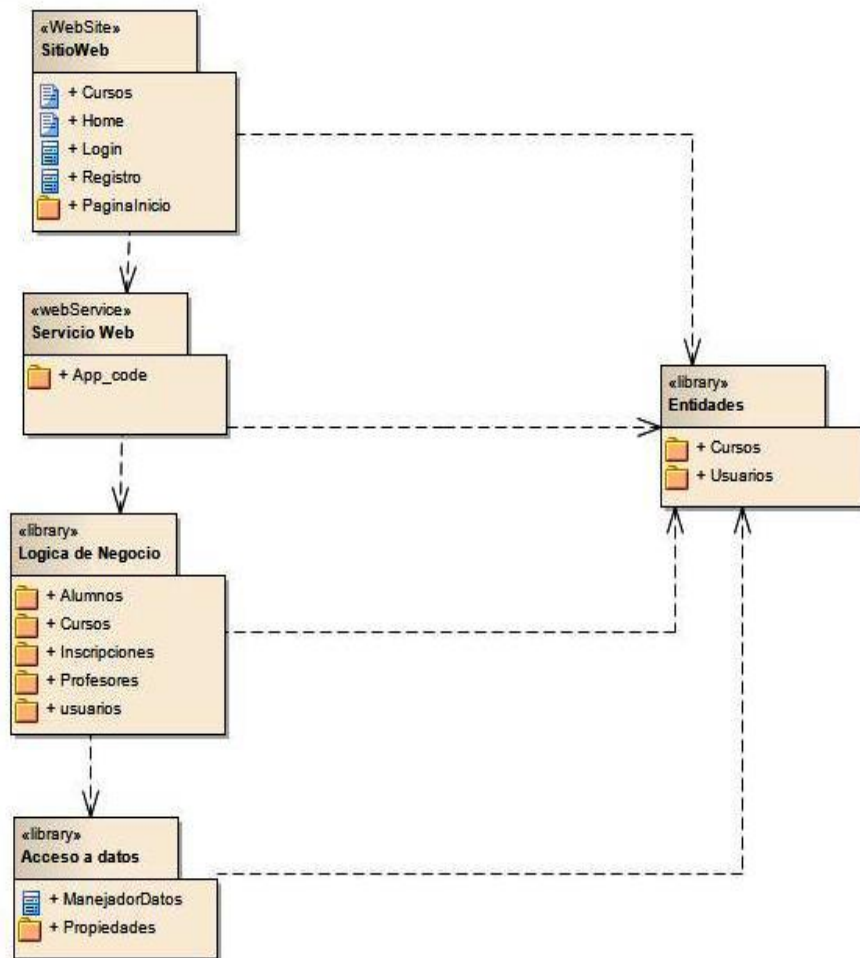 «WebSite»
SitioWeb
+ Cursos
+ Home
+ Login
+ Registro
+ PaginaInicio
«webService»
Servicio Web
+ App_code
«library»
Entidades
+ Cursos
+ Usuarios
«library»
Logica de Negocio
+ Alumnos
+ Cursos
+ Inscripciones
+ Profesores
+ usuarios
«library»
Acceso a datos
+ ManejadorDatos
+ Propiedades